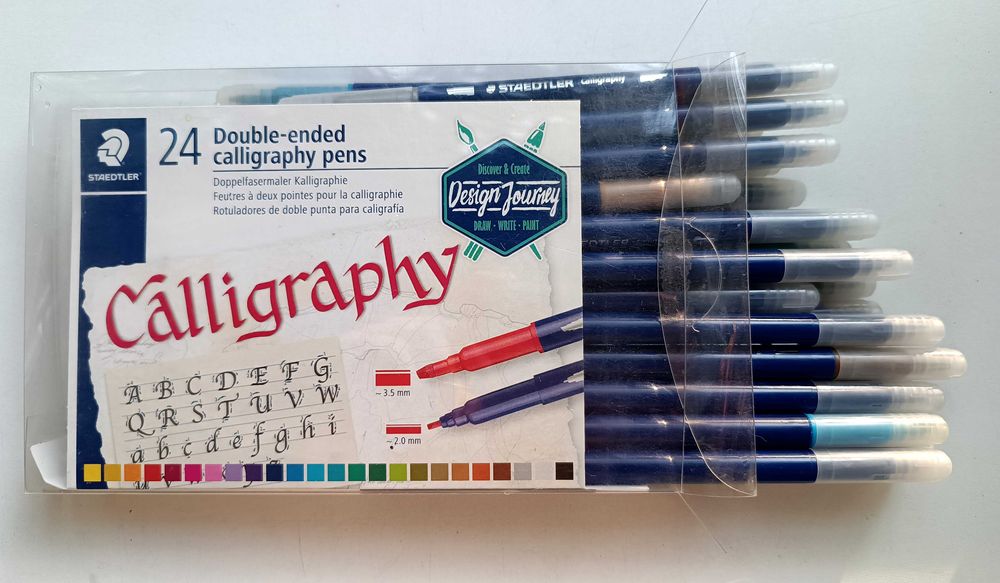 STAEDTLER Calligraphy
STAEDTLER
24 Double-ended
calligraphy pens
Doppelfasermaler Kalligraphie
Feutres à deux pointes pour la calligraphie
Rotuladores de doble punta para caligrafía
Discover & Create
Design Journey
DRAW · WRITE · PAINT
STAEDTLER
Calligraphy
A B C D E F G
Q R S T U V W
a b c d e f g h i
~ 3.5 mm
~ 2.0 mm